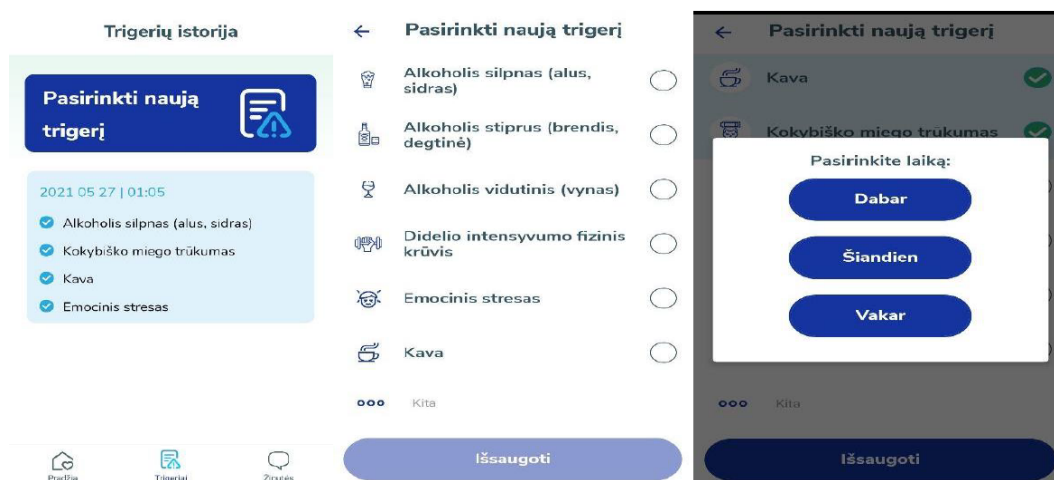 Trigerių istorija
Pasirinkti naują
trigerį
2021 05 27 | 01:05
Alkoholis silpnas (alus, sidras)
Kokybiško miego trūkumas
Kava
Emocinis stresas
Pradžia
Trigeriai
Žinutės
Pasirinkti naują trigerį
Alkoholis silpnas (alus,
sidras)
Alkoholis stiprus (brendis,
degtinė)
Alkoholis vidutinis (vynas)
Didelio intensyvumo fizinis
krūvis
Emocinis stresas
Kava
Kita
Išsaugoti
Pasirinkti naują trigerį
Kava
Kokybiško miego trūkumas
Pasirinkite laiką:
Dabar
Šiandien
Vakar
Kita
Išsaugoti